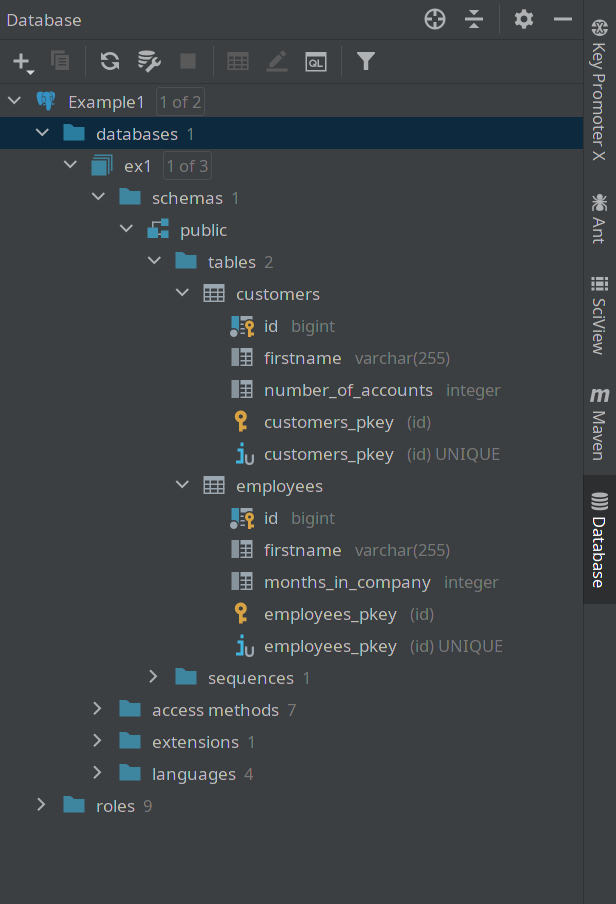 Database
QL
Example1 1 of 2
databases 1
ex1 1 of 3
schemas 1
public
tables 2
customers
id bigint
firstname varchar(255)
number_of_accounts integer
customers_pkey (id)
customers_pkey (id) UNIQUE
employees
id bigint
firstname varchar(255)
months_in_company integer
employees_pkey (id)
employees_pkey (id) UNIQUE
sequences 1
access methods 7
extensions 1
languages 4
roles 9
Key Promoter X
Ant
SciView
m Maven
Database